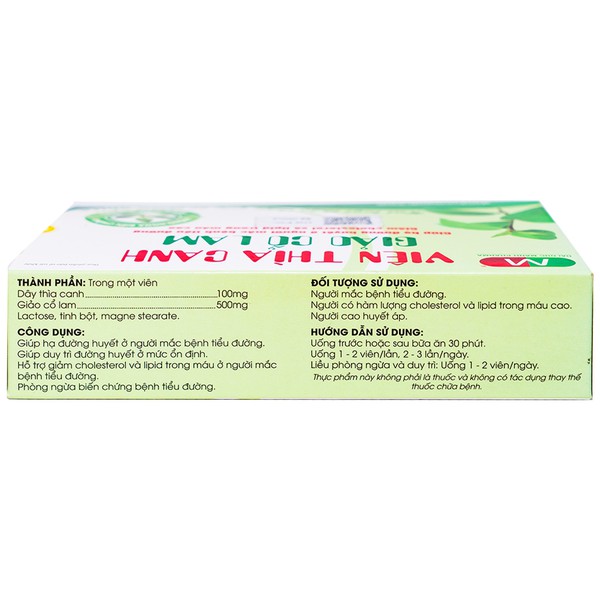 VIÊN THÌA CANH
GIẢO CỔ LAM
THÀNH PHẦN: Trong một viên
Dây thìa canh 100mg
Giảo cổ lam 500mg
Lactose, tinh bột, magne stearate.
CÔNG DỤNG:
Giúp hạ đường huyết ở người mắc bệnh tiểu đường.
Giúp duy trì đường huyết ở mức ổn định.
Hỗ trợ giảm cholesterol và lipid trong máu ở người mắc
bệnh tiểu đường.
Phòng ngừa biến chứng bệnh tiểu đường.
ĐỐI TƯỢNG SỬ DỤNG:
Người mắc bệnh tiểu đường.
Người có hàm lượng cholesterol và lipid trong máu cao.
Người cao huyết áp.
HƯỚNG DẪN SỬ DỤNG:
Uống trước hoặc sau bữa ăn 30 phút.
Uống 1 - 2 viên/lần, 2 - 3 lần/ngày.
Liều phòng ngừa và duy trì: Uống 1 - 2 viên/ngày.
Thực phẩm này không phải là thuốc và không có tác dụng thay thế
thuốc chữa bệnh.